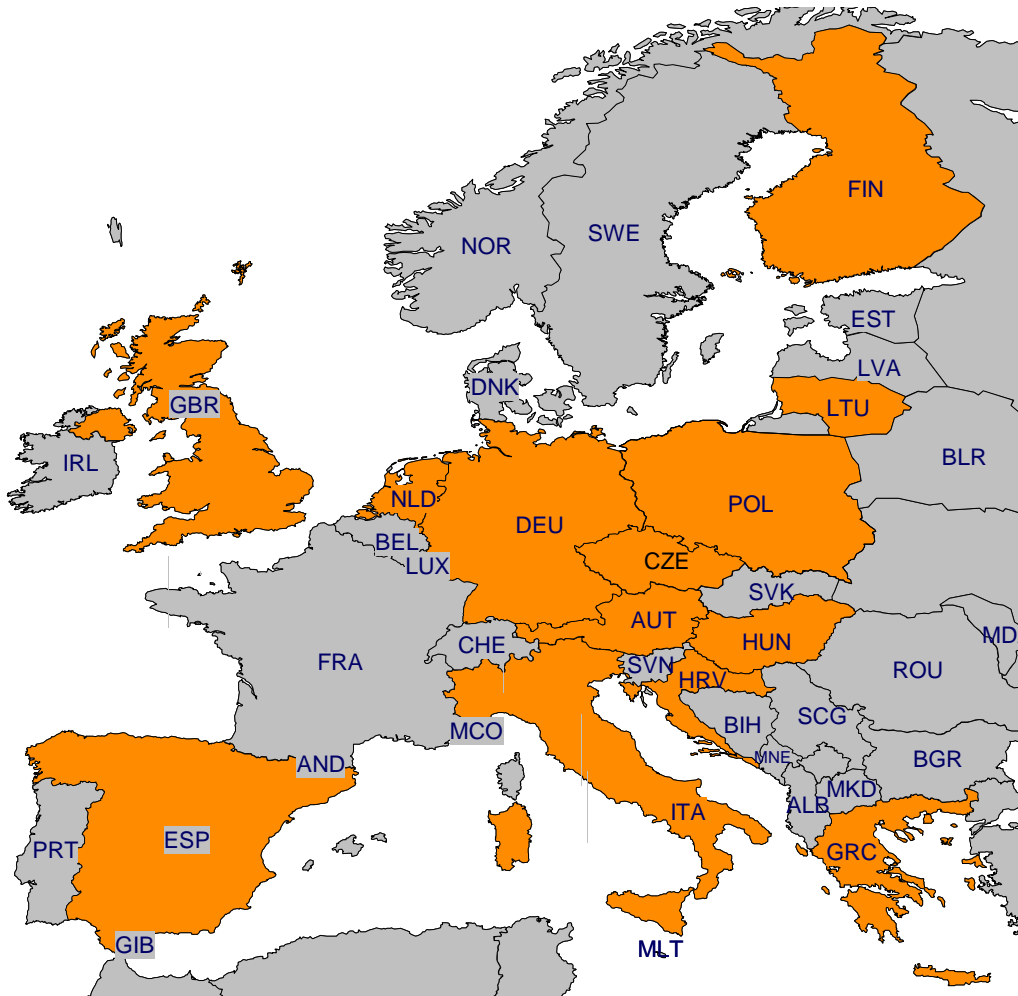 FIN
NOR
SWE
EST
LVA
DNK
GBR
LTU
IRL
BLR
NLD
POL
DEU
BEL
CZE
LUX
SVK
AUT
MD
HUN
CHE
FRA
SVN
ROU
HRV
SCG
BIH
MCO
MNE
BGR
AND
MKD
ALB
ITA
ESP
PRT
GRC
GIB
MLT